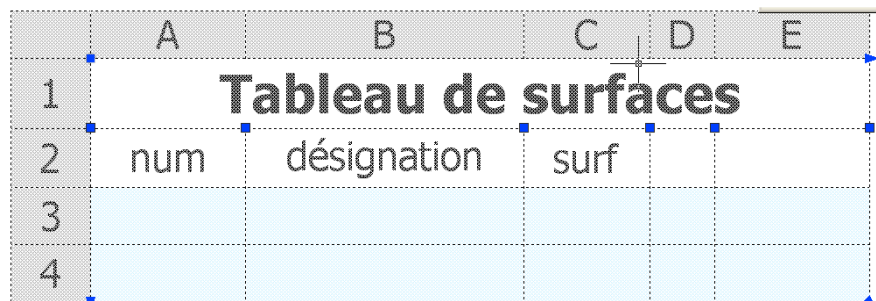 A B C D E
1 Tableau de surfaces
2 num désignation surf
3
4